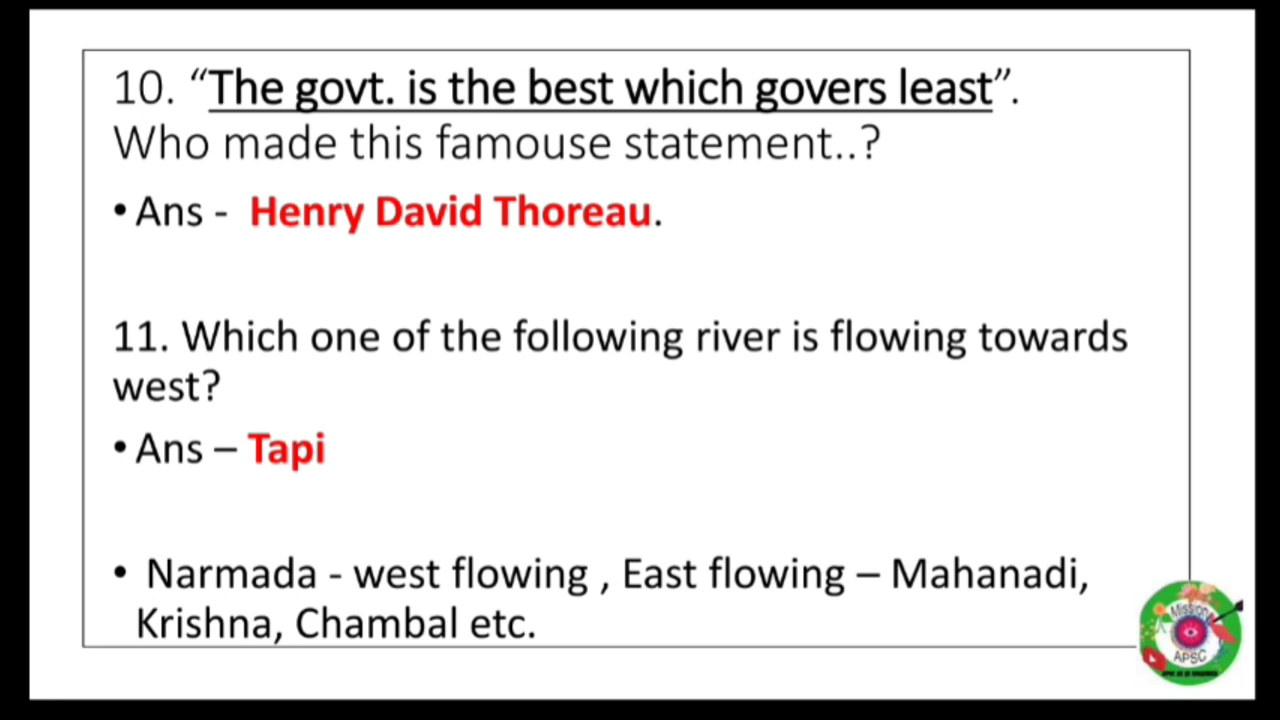 10. “The govt. is the best which govers least”.
Who made this famouse statement..?
• Ans - Henry David Thoreau.
11. Which one of the following river is flowing towards
west?
• Ans – Tapi
• Narmada - west flowing , East flowing – Mahanadi,
Krishna, Chambal etc.
Mission
APSC